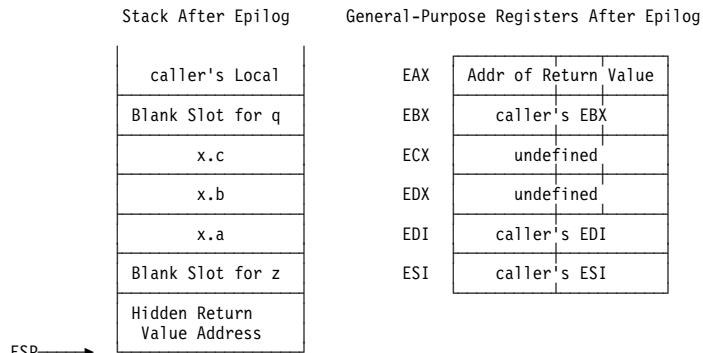 Stack After Epilog
General-Purpose Registers After Epilog
caller's Local
Blank Slot for q
x.c
x.b
x.a
Blank Slot for z
Hidden Return
Value Address
ESP
EAX Addr of Return Value
EBX caller's EBX
ECX undefined
EDX undefined
EDI caller's EDI
ESI caller's ESI